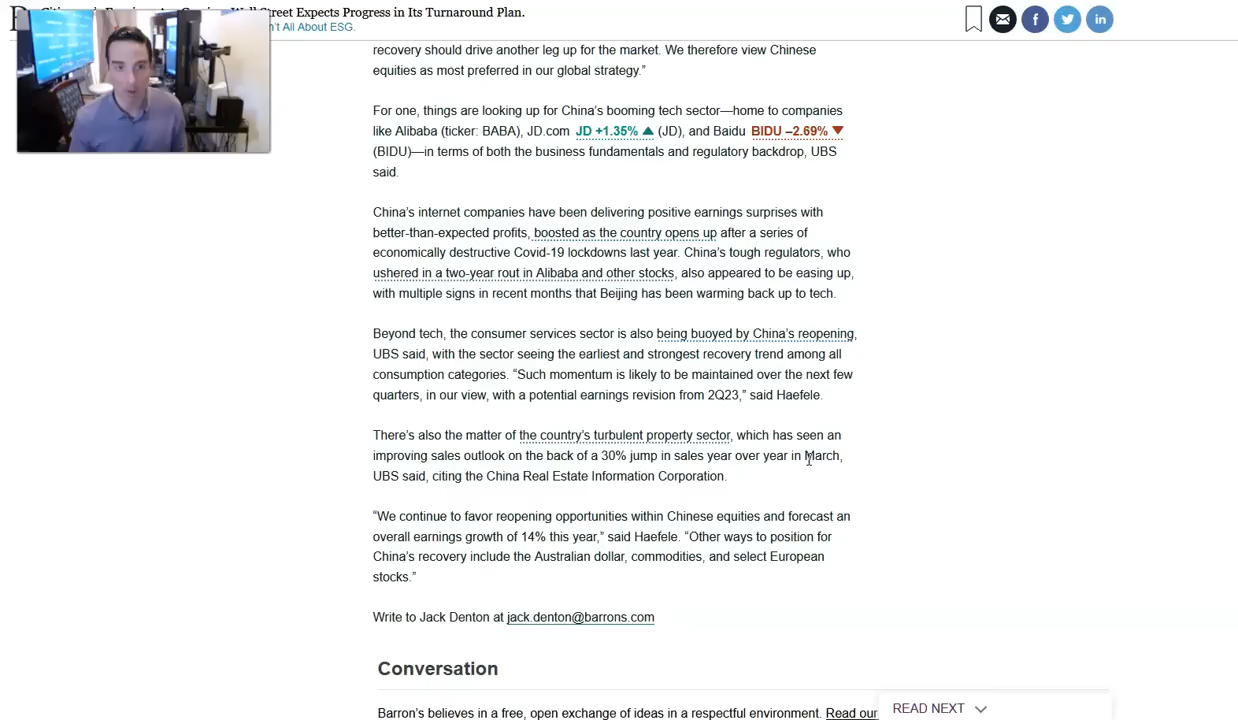 Street Expects Progress in Its Turnaround Plan.
n't All About ESG.
recovery should drive another leg up for the market. We therefore view Chinese
equities as most preferred in our global strategy.”
For one, things are looking up for China’s booming tech sector—home to companies
like Alibaba (ticker: BABA), JD.com JD +1.35% ▲ (JD), and Baidu BIDU –2.69% ▼
(BIDU)—in terms of both the business fundamentals and regulatory backdrop, UBS
said.
China’s internet companies have been delivering positive earnings surprises with
better-than-expected profits, boosted as the country opens up after a series of
economically destructive Covid-19 lockdowns last year. China’s tough regulators, who
ushered in a two-year rout in Alibaba and other stocks, also appeared to be easing up,
with multiple signs in recent months that Beijing has been warming back up to tech.
Beyond tech, the consumer services sector is also being buoyed by China’s reopening,
UBS said, with the sector seeing the earliest and strongest recovery trend among all
consumption categories. “Such momentum is likely to be maintained over the next few
quarters, in our view, with a potential earnings revision from 2Q23,” said Haefele.
There’s also the matter of the country’s turbulent property sector, which has seen an
improving sales outlook on the back of a 30% jump in sales year over year in March,
UBS said, citing the China Real Estate Information Corporation.
“We continue to favor reopening opportunities within Chinese equities and forecast an
overall earnings growth of 14% this year,” said Haefele. “Other ways to position for
China’s recovery include the Australian dollar, commodities, and select European
stocks.”
Write to Jack Denton at jack.denton@barrons.com
Conversation
Barron’s believes in a free, open exchange of ideas in a respectful environment. Read our
READ NEXT